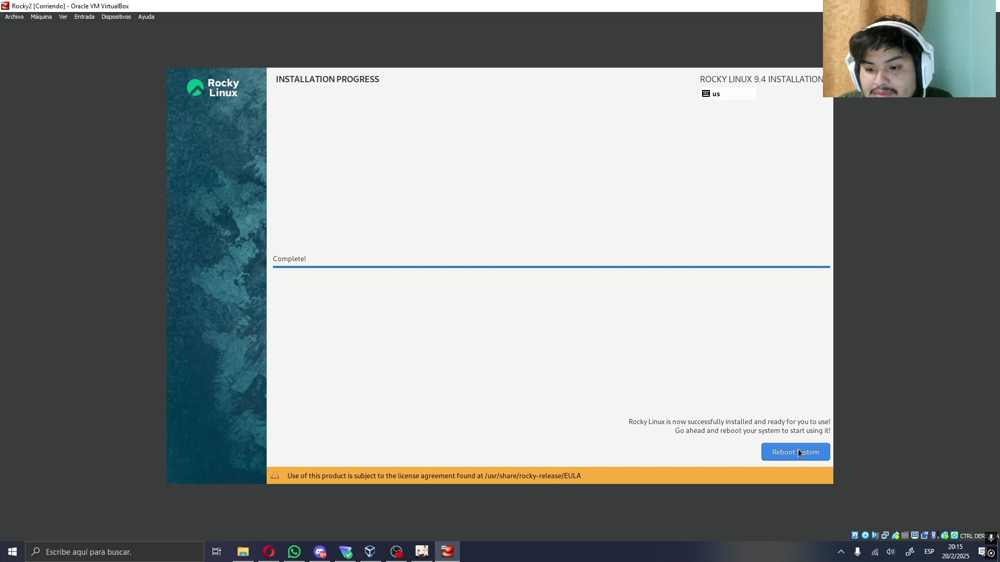 Rocky2 [Corriendo] - Oracle VM VirtualBox
Archivo Máquina Ver Entrada Dispositivos Ayuda
Rocky
Linux
INSTALLATION PROGRESS
ROCKY LINUX 9.4 INSTALLATION
us
Complete!
Rocky Linux is now successfully installed and ready for you to use!
Go ahead and reboot your system to start using it!
Reboot System
Use of this product is subject to the license agreement found at /usr/share/rocky-release/EULA
CTRL
Escribe aquí para buscar.
9+
64
ESP
20:15
20/2/2025